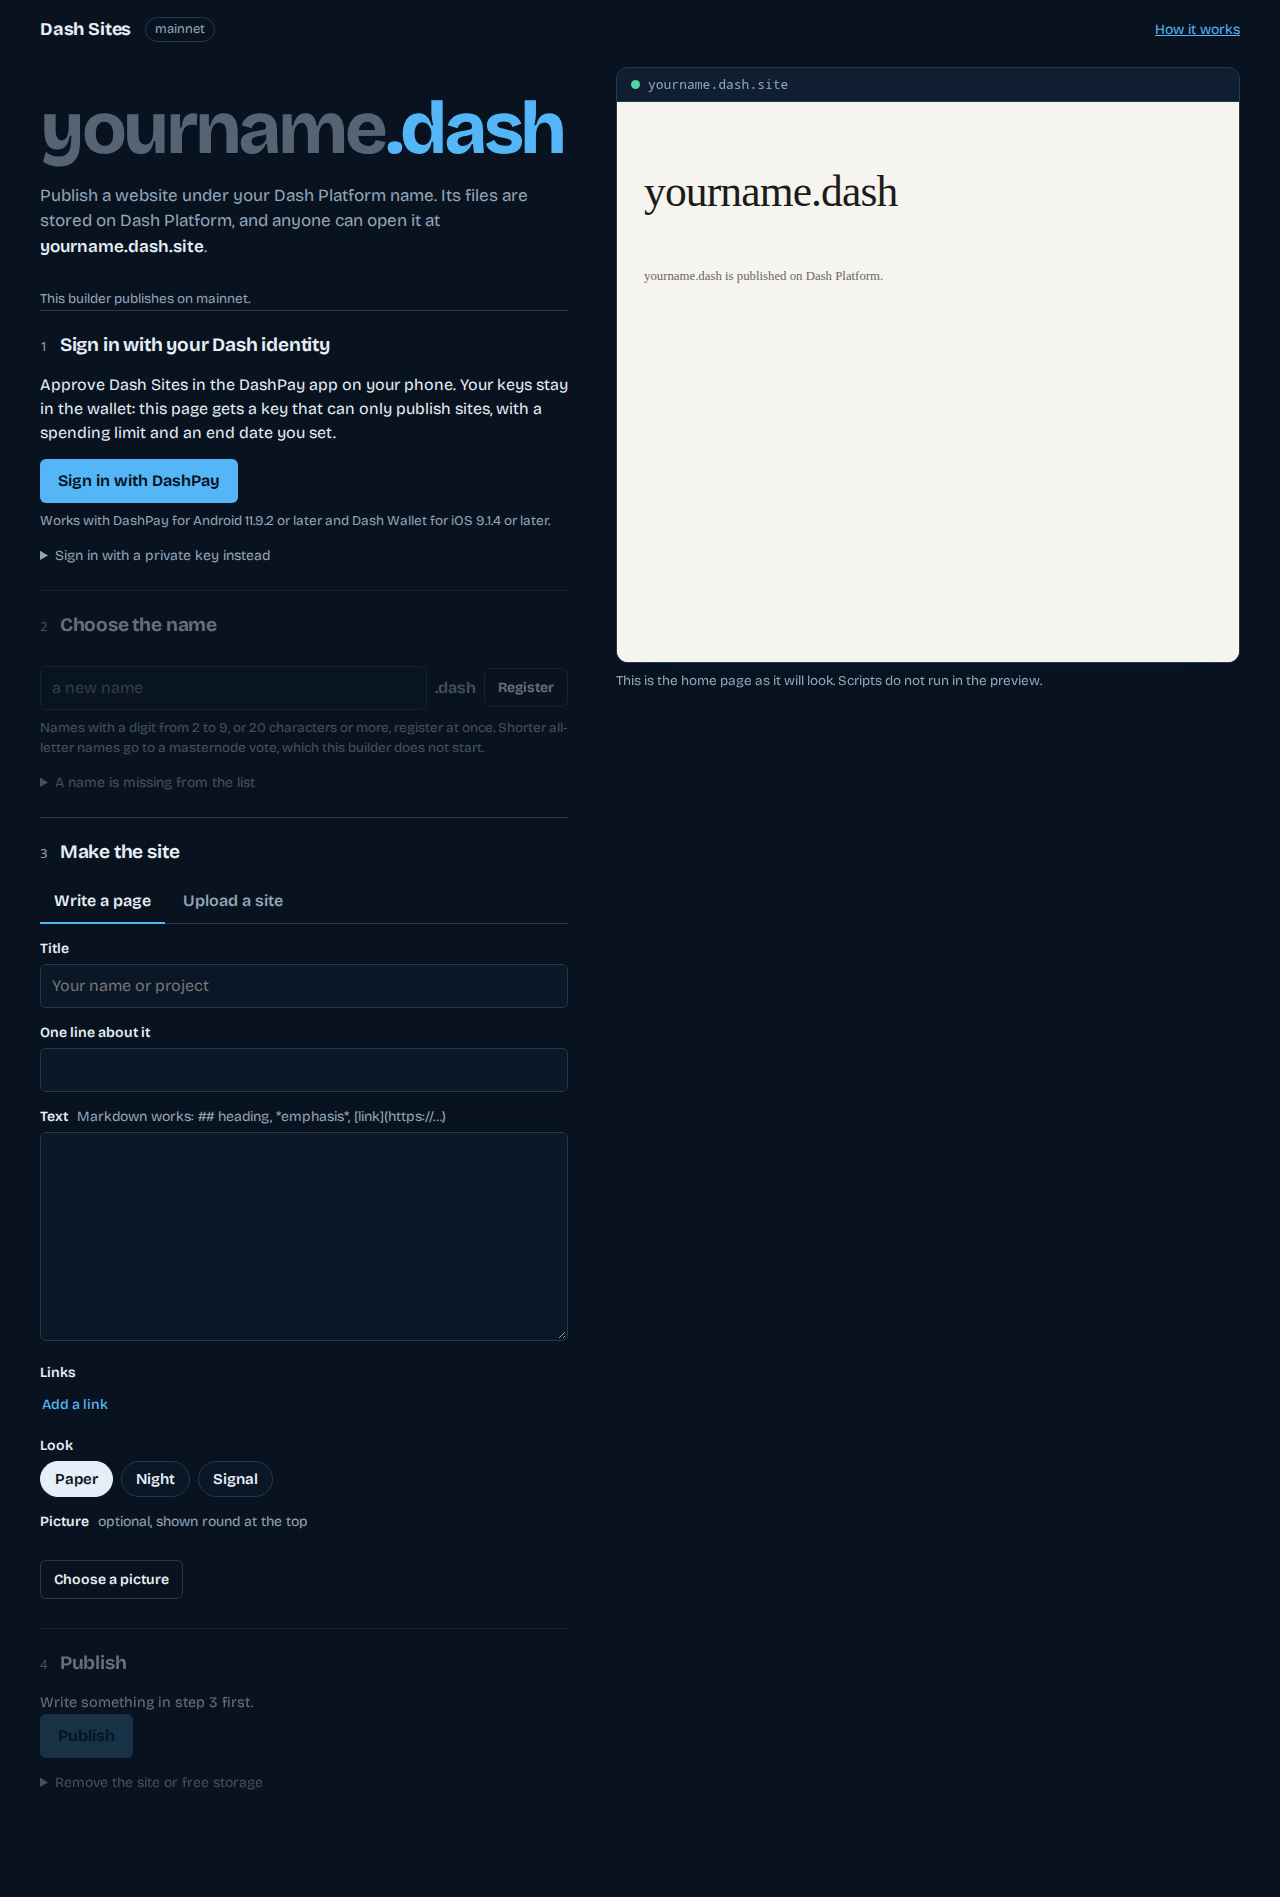 Dash Sites
mainnet
How it works
yourname.dash
Publish a website under your Dash Platform name. Its files are
stored on Dash Platform, and anyone can open it at
yourname.dash.site.
This builder publishes on mainnet.
1 Sign in with your Dash identity
Approve Dash Sites in the DashPay app on your phone. Your keys stay
in the wallet: this page gets a key that can only publish sites, with a
spending limit and an end date you set.
Sign in with DashPay
Works with DashPay for Android 11.9.2 or later and Dash Wallet for iOS 9.1.4 or later.
Sign in with a private key instead
2 Choose the name
a new name
.dash
Register
Names with a digit from 2 to 9, or 20 characters or more, register at once. Shorter all-
letter names go to a masternode vote, which this builder does not start.
A name is missing from the list
3 Make the site
Write a page
Upload a site
Title
Your name or project
One line about it
Text Markdown works: ## heading, *emphasis*, [link](https://...)
Links
Add a link
Look
Paper
Night
Signal
Picture optional, shown round at the top
Choose a picture
4 Publish
Write something in step 3 first.
Publish
Remove the site or free storage
yourname.dash.site
yourname.dash
yourname.dash is published on Dash Platform.
This is the home page as it will look. Scripts do not run in the preview.